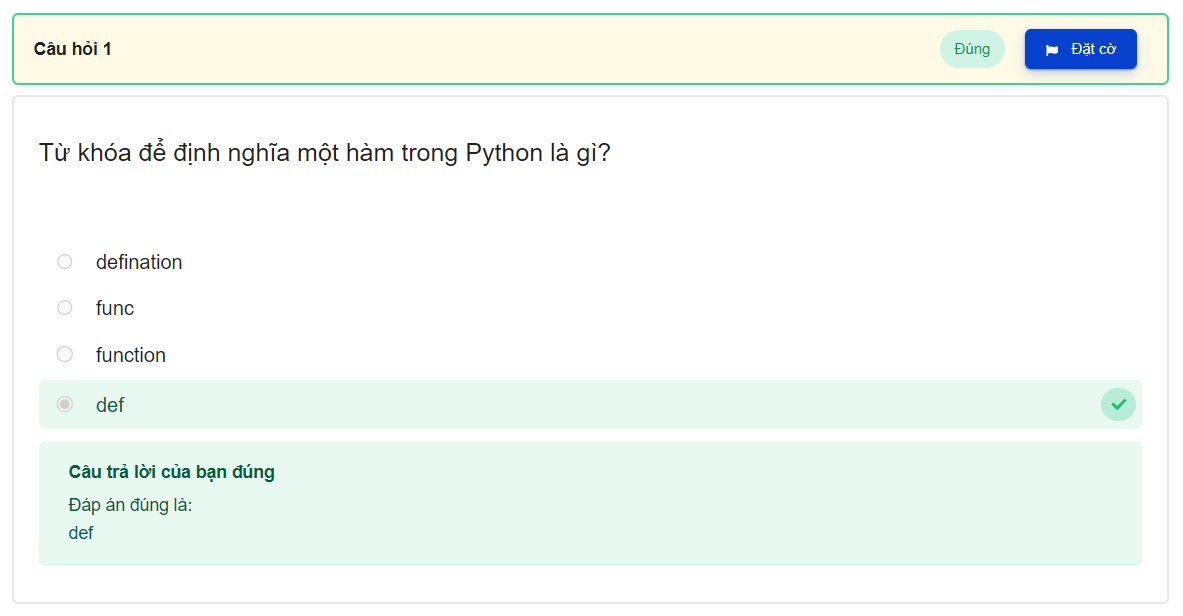 Câu hỏi 1
Đúng
Đặt cờ
Từ khóa để định nghĩa một hàm trong Python là gì?
defination
func
function
def
Câu trả lời của bạn đúng
Đáp án đúng là:
def